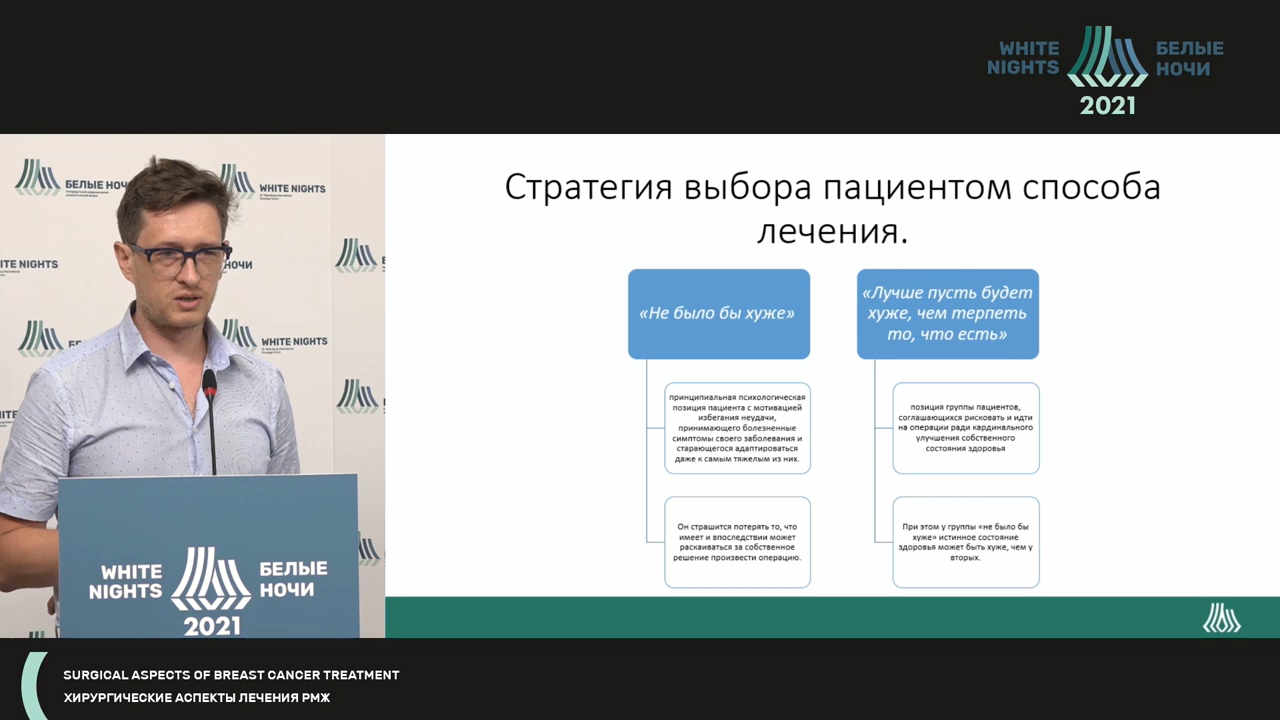 WHITE
NIGHTS
БЕЛЫЕ
НОЧИ
2021
БЕЛЫЕ НОЧ
WHITE NIGHTS
ITE NIGHTS
НОЧИ
WHITE NIGHTS
WHITE
NIGHTS
БЕЛЫЕ
НОЧИ
2021
Стратегия выбора пациентом способа
лечения.
«Не было бы хуже»
принципиальная психологическая
позиция пациента с мотивацией
избегания неудачи,
принимающего болезненные
симптомы своего заболевания и
старающегося адаптироваться
даже к самым тяжелым из них.
Он страшится потерять то, что
имеет и впоследствии может
раскаиваться за собственное
решение произвести операцию.
«Лучше пусть будет
хуже, чем терпеть
то, что есть»
позиция группы пациентов,
соглашающихся рисковать и идти
на операции ради кардинального
улучшения собственного
состояния здоровья
При этом у группы «не было бы
хуже» истинное состояние
здоровья может быть хуже, чем у
вторых.
SURGICAL ASPECTS OF BREAST CANCER TREATMENT
ХИРУРГИЧЕСКИЕ АСПЕКТЫ ЛЕЧЕНИЯ РМЖ